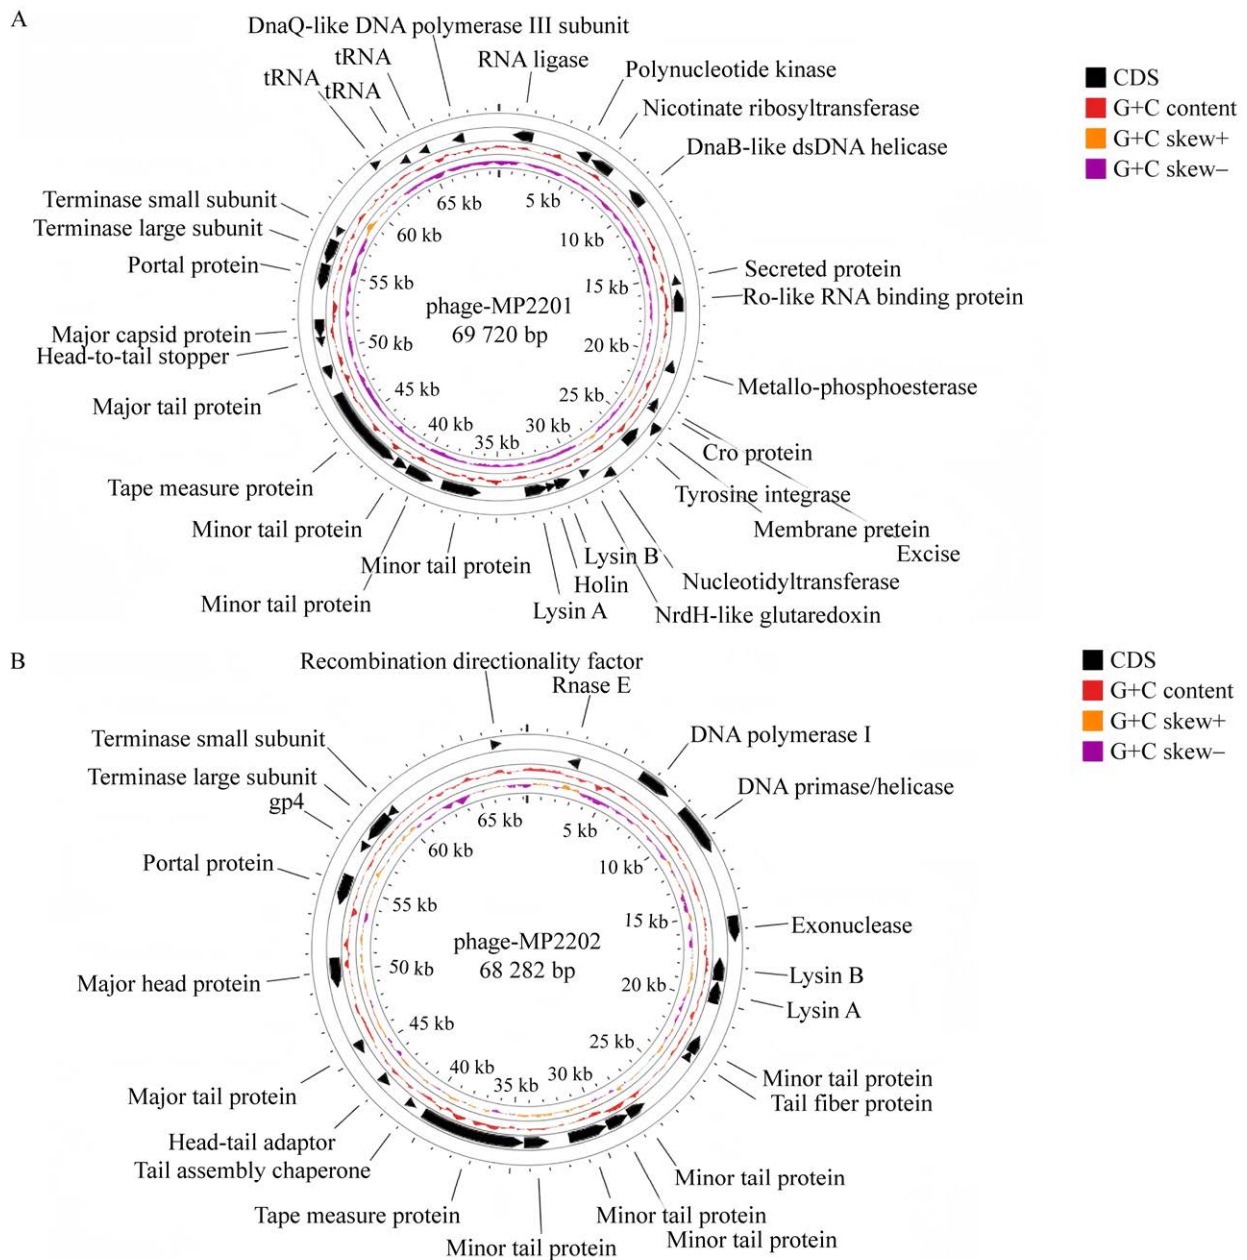 A
DnaQ-like DNA polymerase III subunit
tRNA
RNA ligase
tRNA
tRNA
Polynucleotide kinase
Nicotinate ribosyltransferase
DnaB-like dsDNA helicase
CDS
G+C content
G+C skew+
G+C skew−
Terminase small subunit
Terminase large subunit
Portal protein
Major capsid protein
Head-to-tail stopper
Major tail protein
Tape measure protein
Minor tail protein
Minor tail protein
Minor tail protein
65 kb
5 kb
60 kb
10 kb
55 kb
15 kb
phage-MP2201
69 720 bp
50 kb
20 kb
45 kb
25 kb
40 kb
35 kb
30 kb
Secreted protein
Ro-like RNA binding protein
Metallo-phosphoesterase
Cro protein
Tyrosine integrase
Membrane pretein
Excise
Nucleotidyltransferase
NrdH-like glutaredoxin
Lysin B
Holin
Lysin A
B
Recombination directionality factor
Rnase E
DNA polymerase I
DNA primase/helicase
CDS
G+C content
G+C skew+
G+C skew−
Terminase small subunit
Terminase large subunit
gp4
Portal protein
Major head protein
Major tail protein
Head-tail adaptor
Tail assembly chaperone
Tape measure protein
65 kb
5 kb
60 kb
10 kb
55 kb
15 kb
phage-MP2202
68 282 bp
50 kb
20 kb
45 kb
25 kb
40 kb
35 kb
30 kb
Exonuclease
Lysin B
Lysin A
Minor tail protein
Tail fiber protein
Minor tail protein
Minor tail protein
Minor tail protein
Minor tail protein